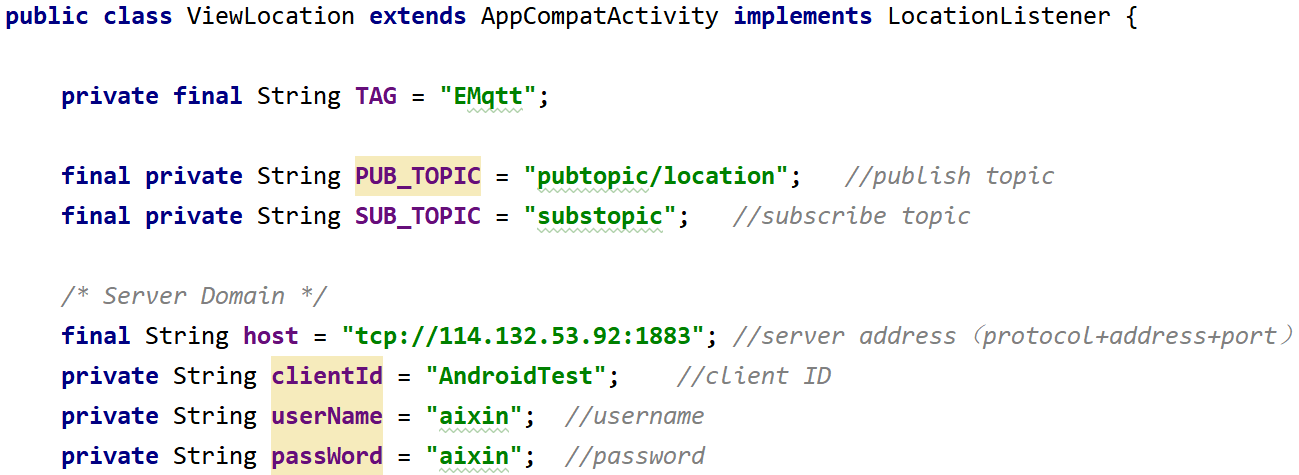 public class ViewLocation extends AppCompatActivity implements LocationListener {
private final String TAG = "EMqtt";
final private String PUB_TOPIC = "pubtopic/location";   //publish topic
final private String SUB_TOPIC = "substopic";   //subscribe topic
/* Server Domain */
final String host = "tcp://114.132.53.92:1883"; //server address（protocol+address+port）
private String clientId = "AndroidTest";    //client ID
private String userName = "aixin";  //username
private String passWord = "aixin";  //password